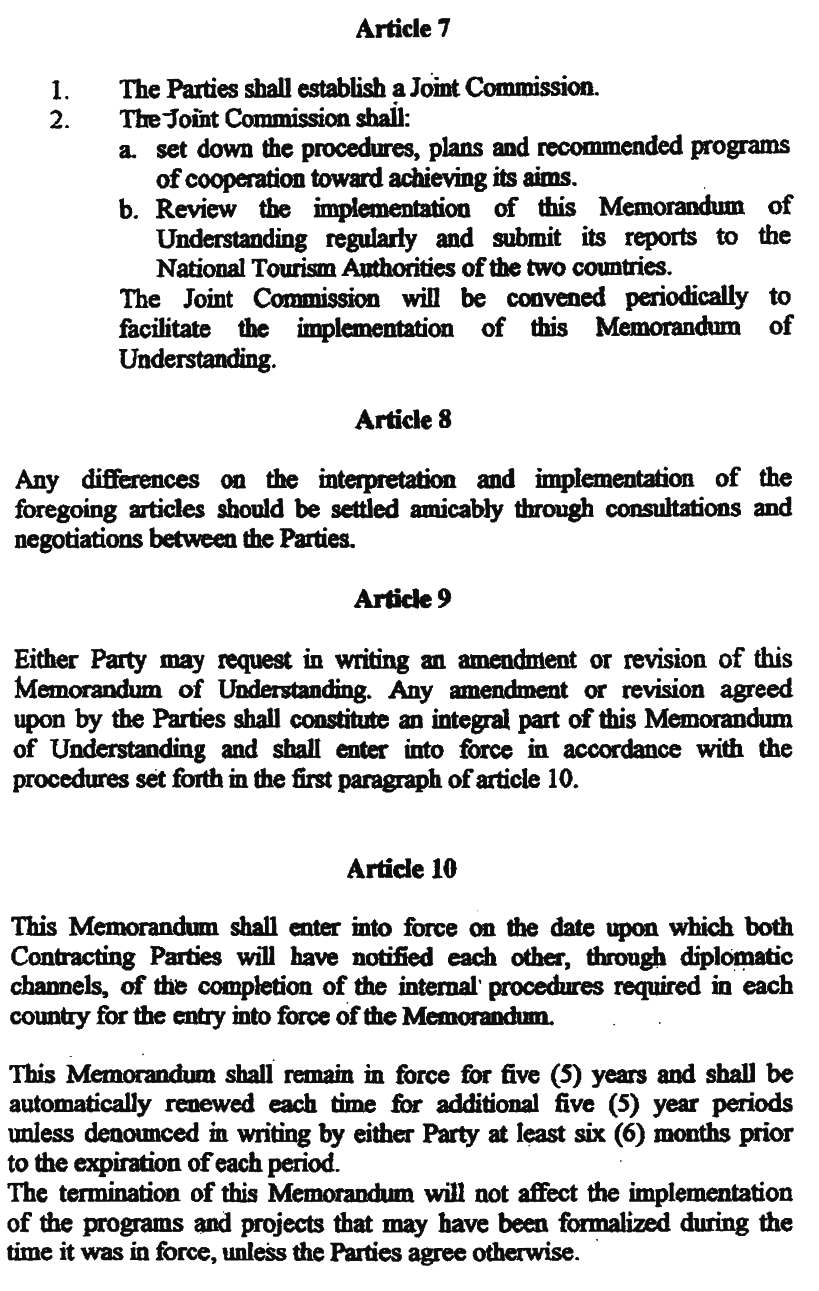 Article 7
1. The Parties shall establish a Joint Commission.
2. The Joint Commission shall:
a. set down the procedures, plans and recommended programs
of cooperation toward achieving its aims.
b. Review the implementation of this Memorandum of
Understanding regularly and submit its reports to the
National Tourism Authorities of the two countries.
The Joint Commission will be convened periodically to
facilitate the implementation of this Memorandum of
Understanding.
Article 8
Any differences on the interpretation and implementation of the
foregoing articles should be settled amicably through consultations and
negotiations between the Parties.
Article 9
Either Party may request in writing an amendment or revision of this
Memorandum of Understanding. Any amendment or revision agreed
upon by the Parties shall constitute an integral part of this Memorandum
of Understanding and shall enter into force in accordance with the
procedures set forth in the first paragraph of article 10.
Article 10
This Memorandum shall enter into force on the date upon which both
Contracting Parties will have notified each other, through diplomatic
channels, of the completion of the internal procedures required in each
country for the entry into force of the Memorandum.
This Memorandum shall remain in force for five (5) years and shall be
automatically renewed each time for additional five (5) year periods
unless denounced in writing by either Party at least six (6) months prior
to the expiration of each period.
The termination of this Memorandum will not affect the implementation
of the programs and projects that may have been formalized during the
time it was in force, unless the Parties agree otherwise.